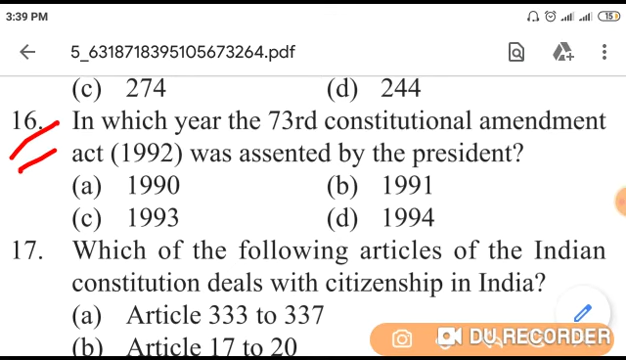 3:39 PM
15
5_6318718395105673264.pdf
(c) 274 (d) 244
16. In which year the 73rd constitutional amendment
act (1992) was assented by the president?
(a) 1990 (b) 1991
(c) 1993 (d) 1994
17. Which of the following articles of the Indian
constitution deals with citizenship in India?
(a) Article 333 to 337
(b) Article 17 to 20
DU RECORDER